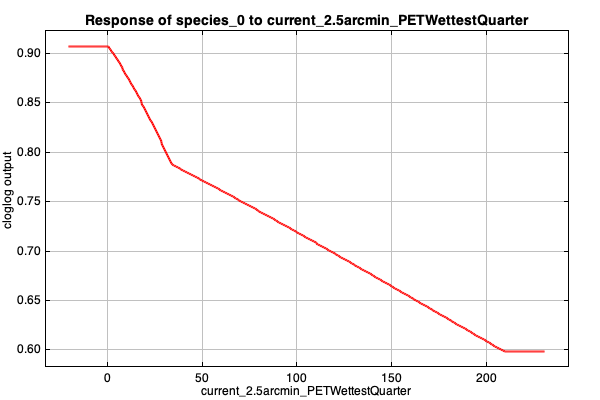 Response of species_0 to current_2.5arcmin_PETWettestQuarter
cloglog output
0.90
0.85
0.80
0.75
0.70
0.65
0.60
0 50 100 150 200
current_2.5arcmin_PETWettestQuarter